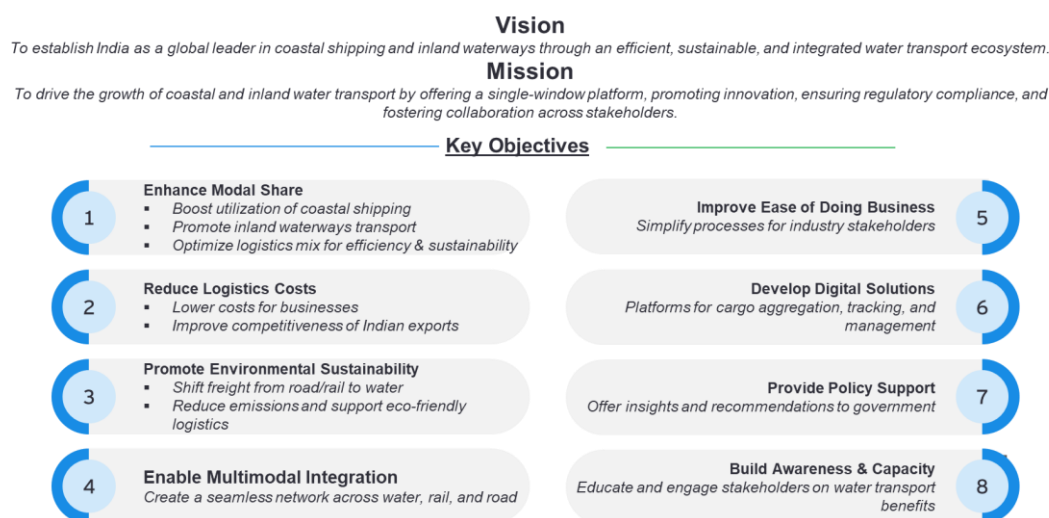 Vision
To establish India as a global leader in coastal shipping and inland waterways through an efficient, sustainable, and integrated water transport ecosystem.
Mission
To drive the growth of coastal and inland water transport by offering a single-window platform, promoting innovation, ensuring regulatory compliance, and
fostering collaboration across stakeholders.
Key Objectives
1
Enhance Modal Share
▪ Boost utilization of coastal shipping
▪ Promote inland waterways transport
▪ Optimize logistics mix for efficiency & sustainability
2
Reduce Logistics Costs
▪ Lower costs for businesses
▪ Improve competitiveness of Indian exports
3
Promote Environmental Sustainability
▪ Shift freight from road/rail to water
▪ Reduce emissions and support eco-friendly
logistics
4
Enable Multimodal Integration
Create a seamless network across water, rail, and road
Improve Ease of Doing Business
Simplify processes for industry stakeholders
5
Develop Digital Solutions
Platforms for cargo aggregation, tracking, and
management
6
Provide Policy Support
Offer insights and recommendations to government
7
Build Awareness & Capacity
Educate and engage stakeholders on water transport
benefits
8